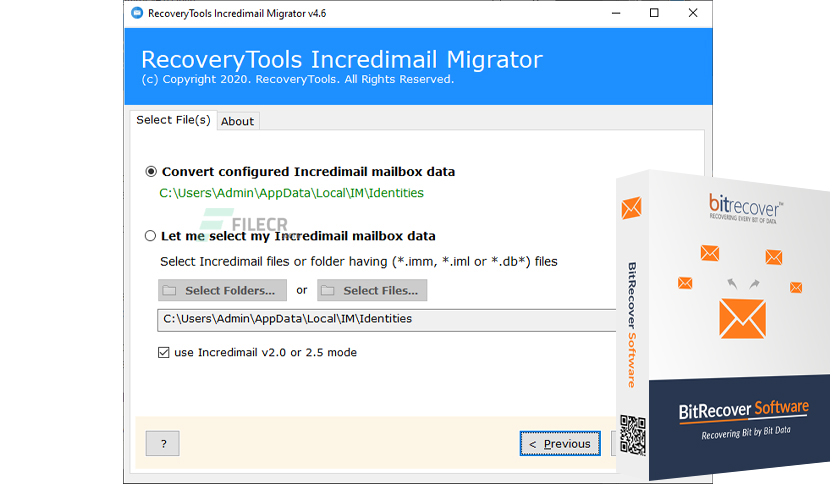 RecoveryTools Incredimail Migrator v4.6
RecoveryTools Incredimail Migrator
(c) Copyright 2020. RecoveryTools. All Rights Reserved.
Select File(s)
About
Convert configured Incredimail mailbox data
C:\Users\Admin\AppData\Local\IM\Identities
FILECR
Let me select my Incredimail mailbox data
Select Incredimail files or folder having (*.imm, *.iml or *.db*) files
Select Folders... or Select Files...
C:\Users\Admin\AppData\Local\IM\Identities
use Incredimail v2.0 or 2.5 mode
?
< Previous
bitrecover™
RECOVERING EVERY BIT OF DATA
BitRecover Software
BitRecover Software
Recovering Bit by Bit Data